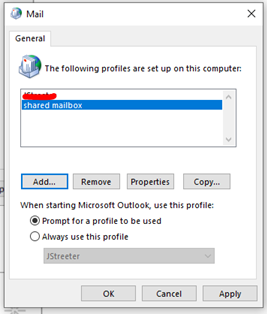 Mail
General
The following profiles are set up on this computer:
shared mailbox
Add...
Remove
Properties
Copy...
When starting Microsoft Outlook, use this profile:
Prompt for a profile to be used
Always use this profile
JStreeter
OK
Cancel
Apply